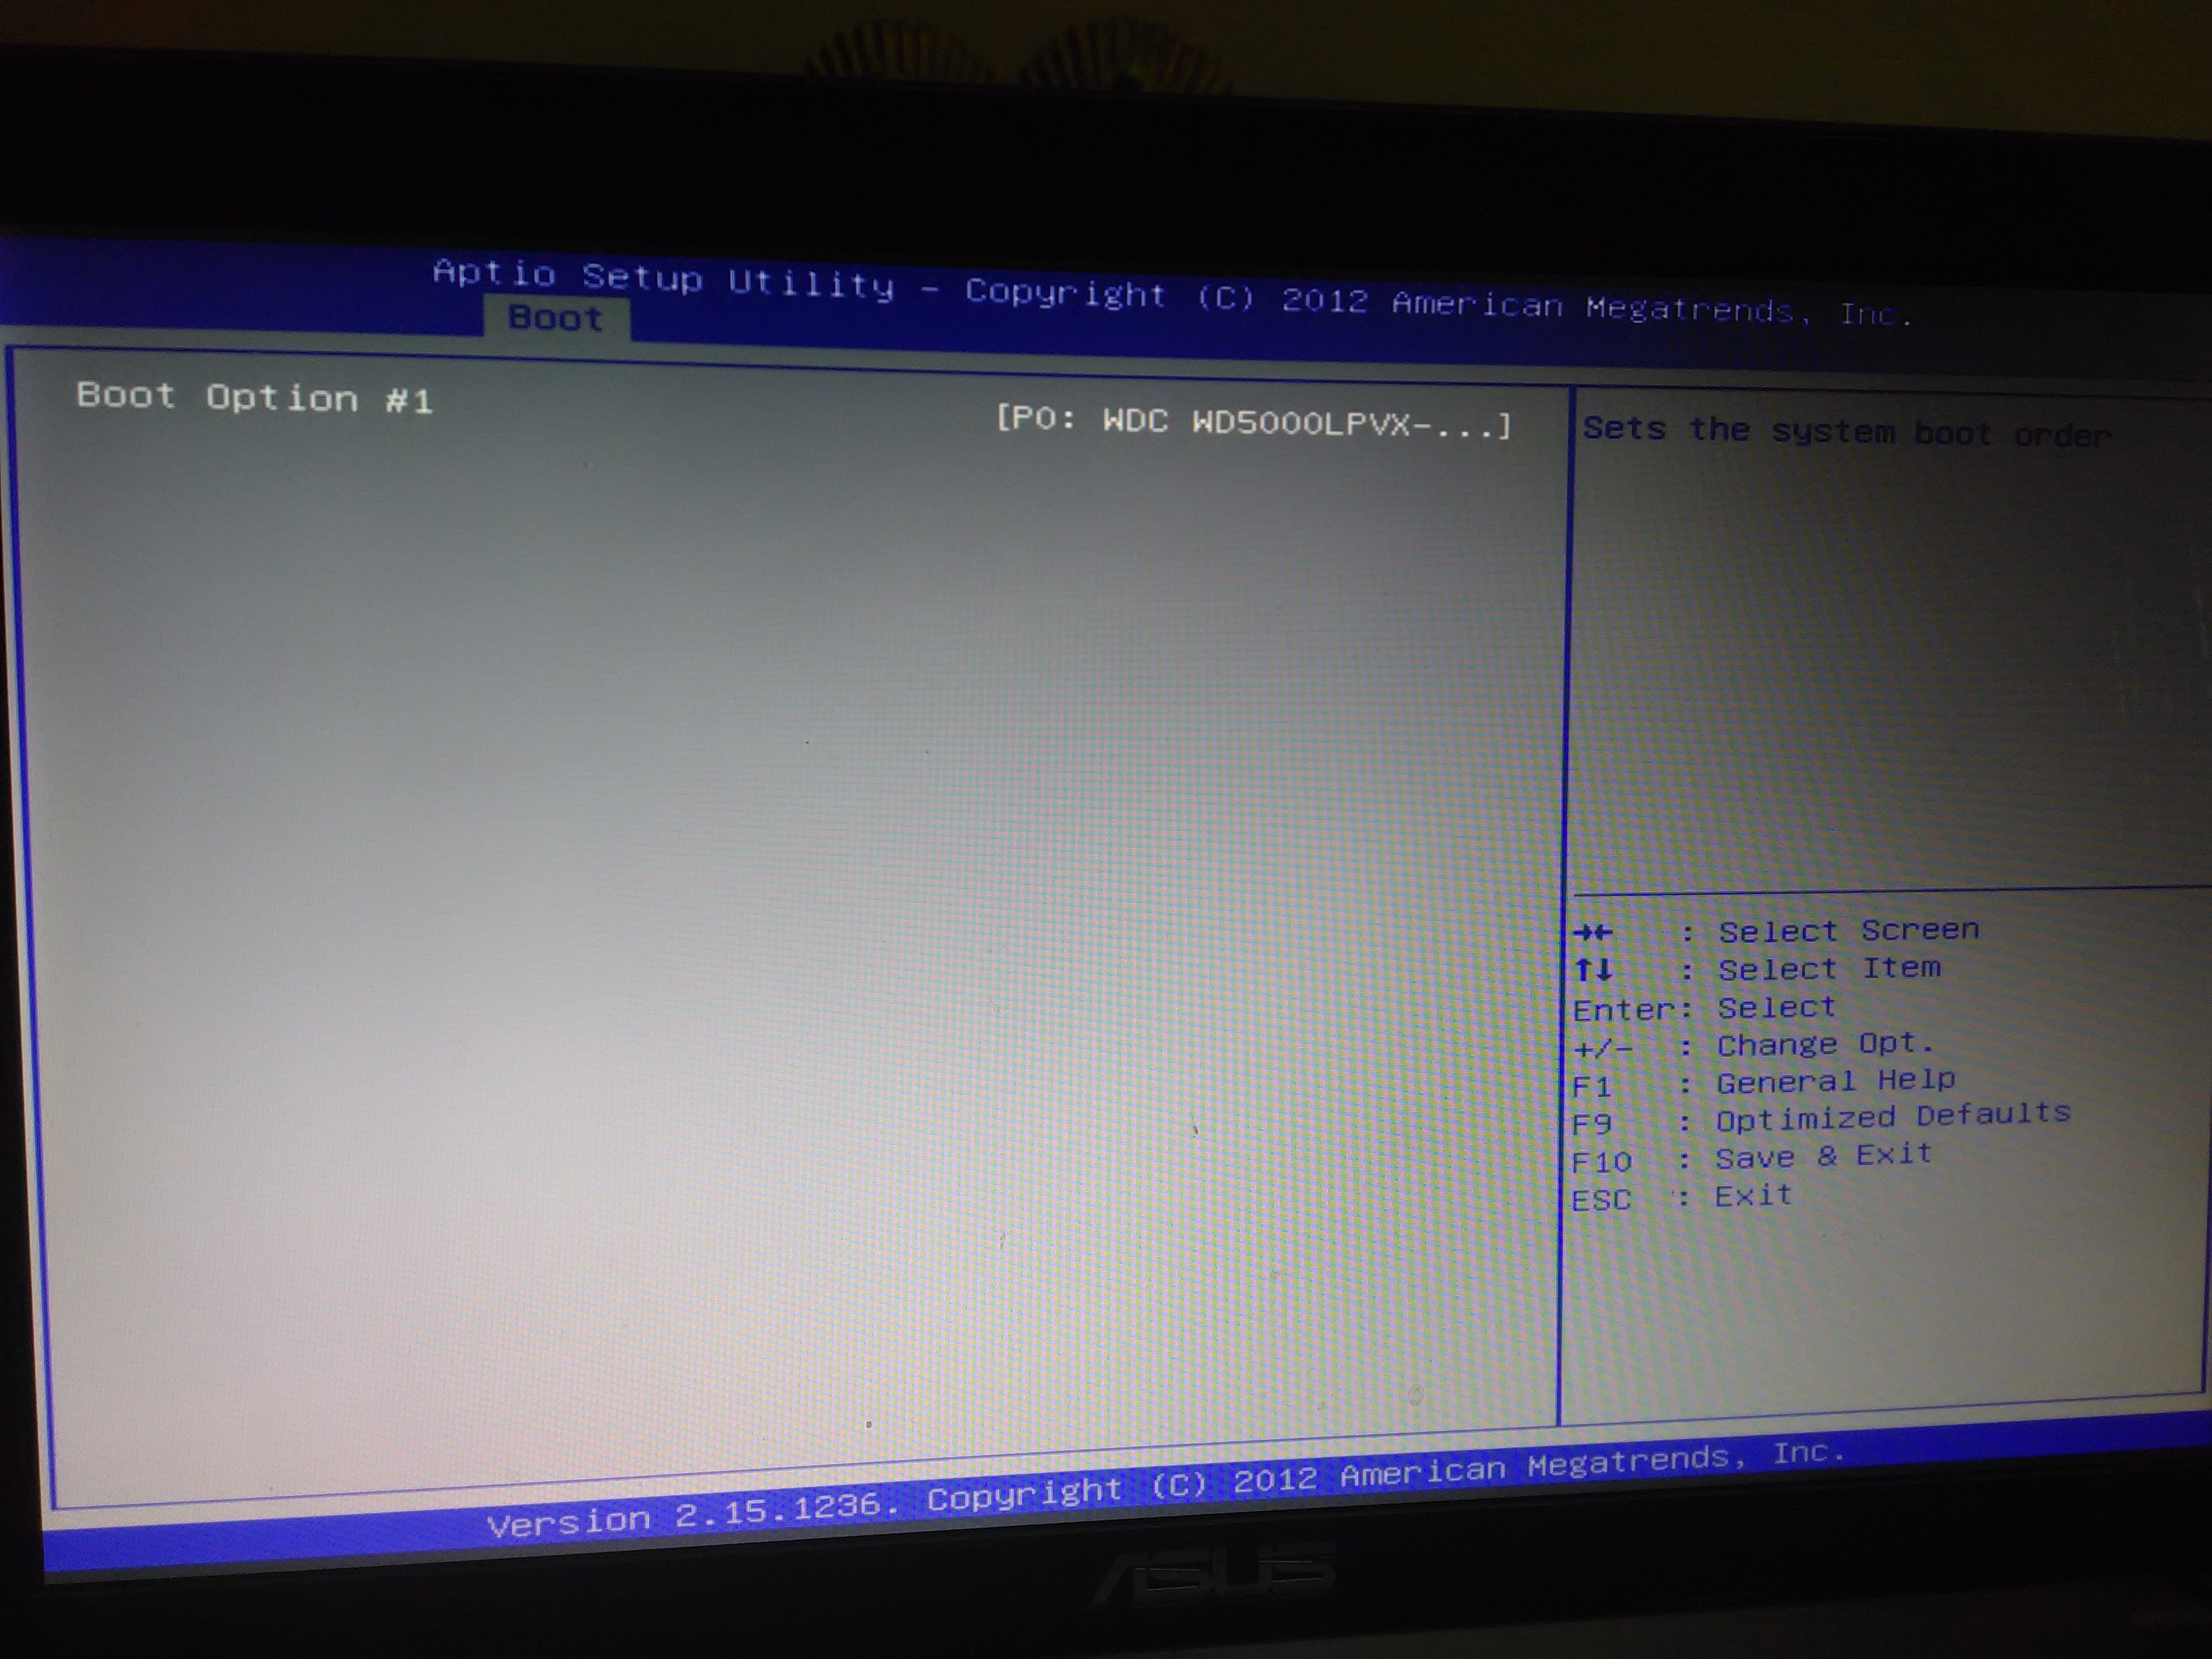 Aptio Setup Utility - Copyright (C) 2012 American Megatrends, Inc.
Boot
Boot Option #1 [P0: WDC WD5000LPVX-...]
Sets the system boot order
→← : Select Screen
↑↓ : Select Item
Enter: Select
+/- : Change Opt.
F1 : General Help
F9 : Optimized Defaults
F10 : Save & Exit
ESC : Exit
Version 2.15.1236. Copyright (C) 2012 American Megatrends, Inc.
ASUS